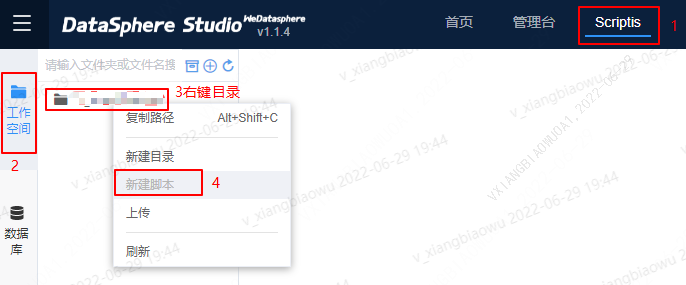 DataSphere Studio WeDatasphere
v1.1.4
首页
管理台
Scriptis
1
请输入文件夹或文件名搜
工作
空间
2
3右键目录
复制路径 Alt+Shift+C
新建目录
新建脚本
4
上传
刷新
数据
库
v_xiangbiaowu 2022-06-29 19:44